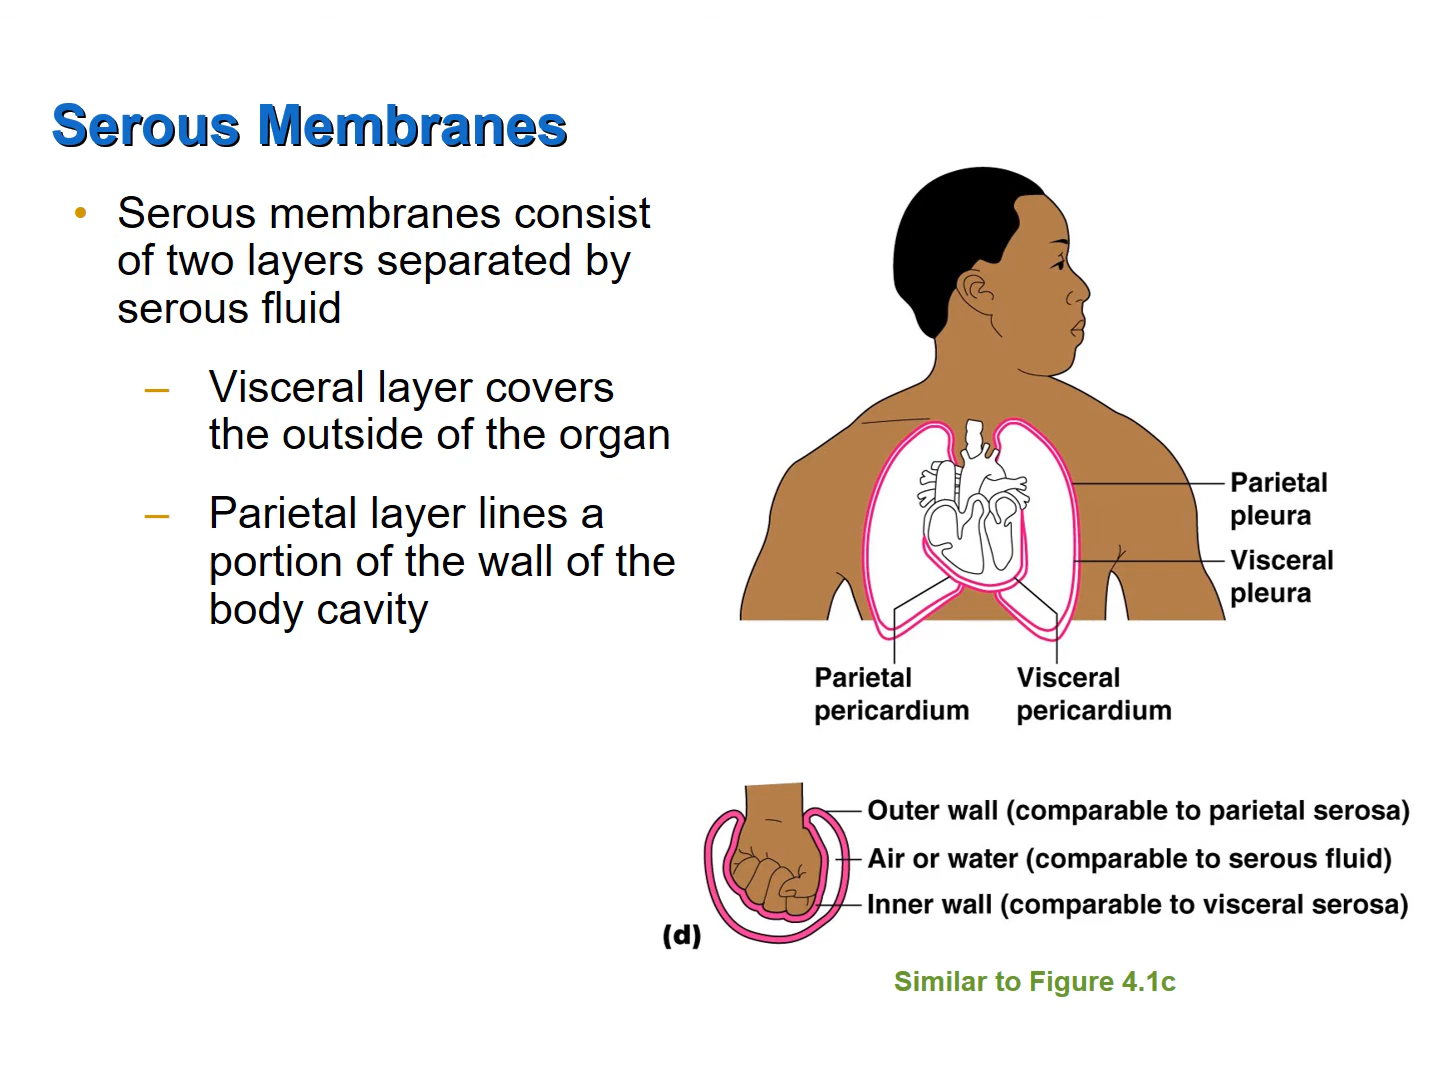 Serous Membranes
• Serous membranes consist
of two layers separated by
serous fluid
– Visceral layer covers
the outside of the organ
– Parietal layer lines a
portion of the wall of the
body cavity
Parietal
pleura
Visceral
pleura
Parietal
pericardium
Visceral
pericardium
Outer wall (comparable to parietal serosa)
Air or water (comparable to serous fluid)
Inner wall (comparable to visceral serosa)
(d)
Similar to Figure 4.1c